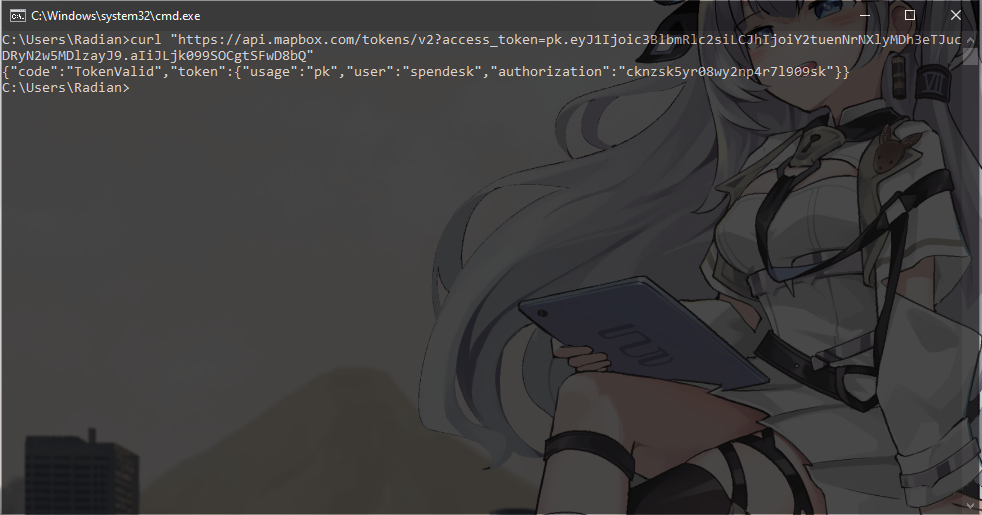 C:\Windows\system32\cmd.exe
C:\Users\Radian>curl "https://api.mapbox.com/tokens/v2?access_token=pk.eyJ1Ijoic3BlbmRlc2siLCJhIjoiY2tuenNrNXlyMDh3eTJuc
DRyN2w5MDlzayJ9.aIiJLjk099SOCgtSFwD8bQ"
{"code":"TokenValid","token":{"usage":"pk","user":"spendesk","authorization":"cknzsk5yr08wy2np4r7l909sk"}}
C:\Users\Radian>
VII